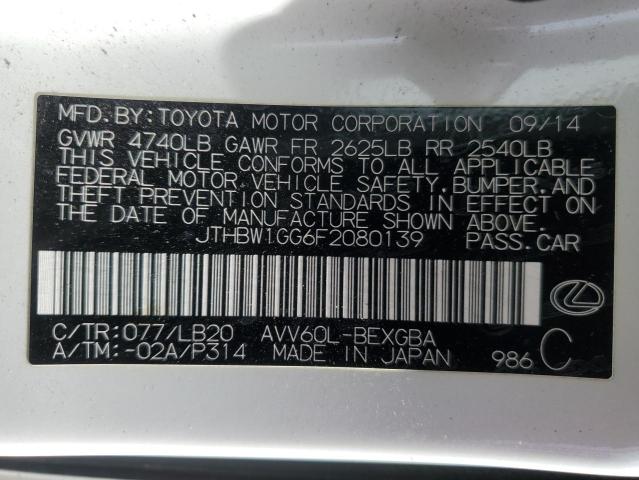 MFD.BY:TOYOTA MOTOR CORPORATION 09/14
GVWR 4740LB GAWR FR 2625LB RR 2540LB
THIS VEHICLE CONFORMS TO ALL APPLICABLE
FEDERAL MOTOR VEHICLE SAFETY,BUMPER,AND
THEFT PREVENTION STANDARDS IN EFFECT ON
THE DATE OF MANUFACTURE SHOWN ABOVE.
JTHBW1GG6F2080139 PASS.CAR
C/TR:077/LB20 AVV60L-BEXGBA
A/TM:-02A/P314 MADE IN JAPAN 986 C